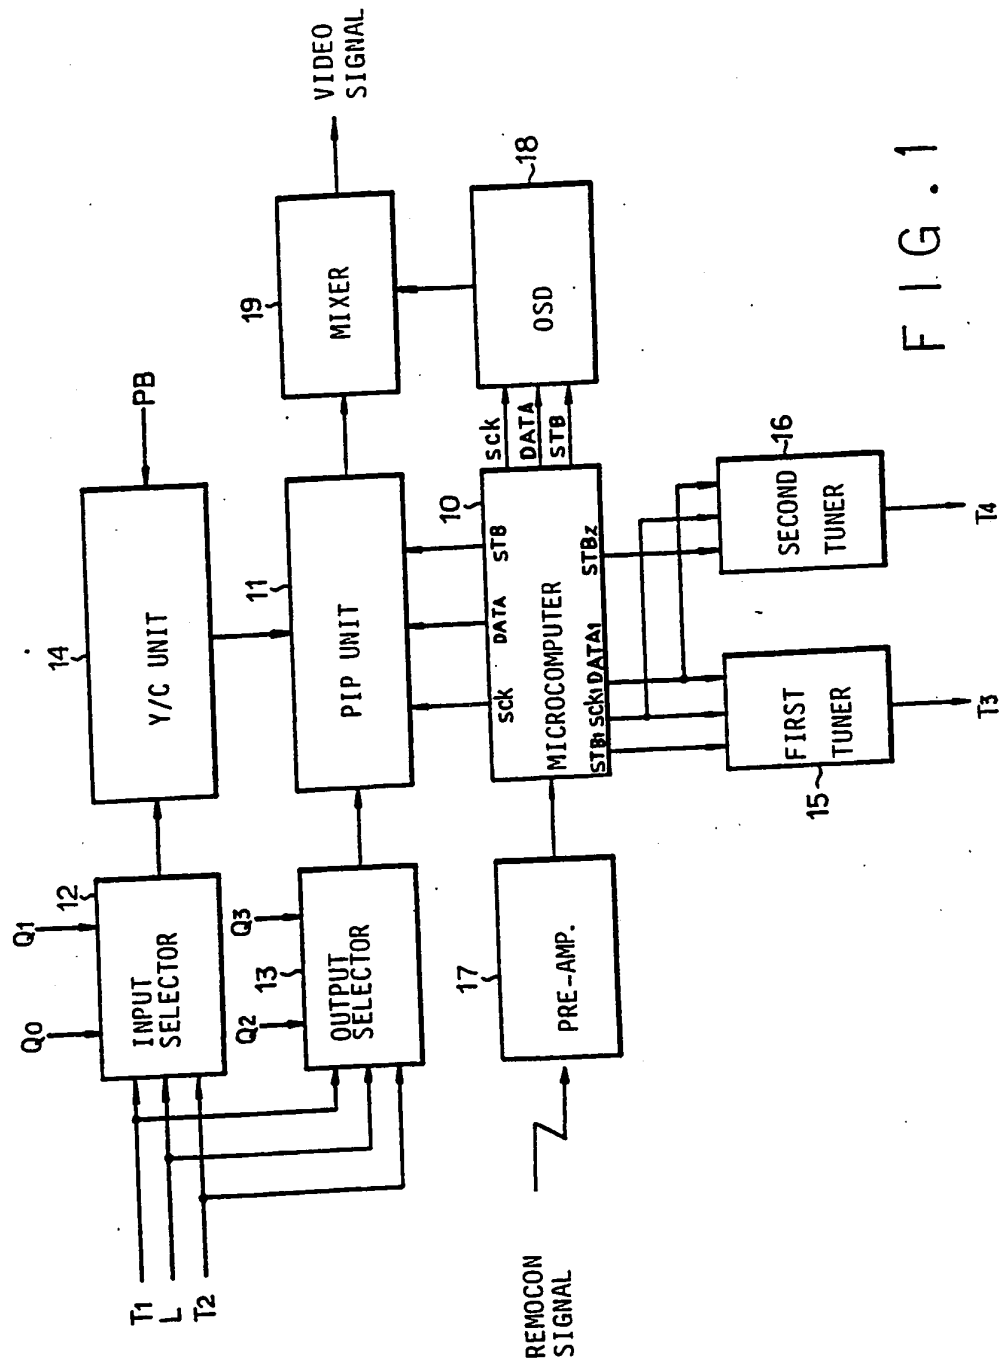 T1
L
T2
Q0
Q1
12
INPUT
SELECTOR
14
Y/C UNIT
PB
Q2
Q3
13
OUTPUT
SELECTOR
11
PIP UNIT
19
MIXER
VIDEO
SIGNAL
REMOCON
SIGNAL
17
PRE-AMP.
10
sck
DATA
STB
MICROCOMPUTER
STB1
sck1
DATA1
STB2
sck
DATA
STB
18
OSD
15
FIRST
TUNER
T3
16
SECOND
TUNER
T4
FIG.1